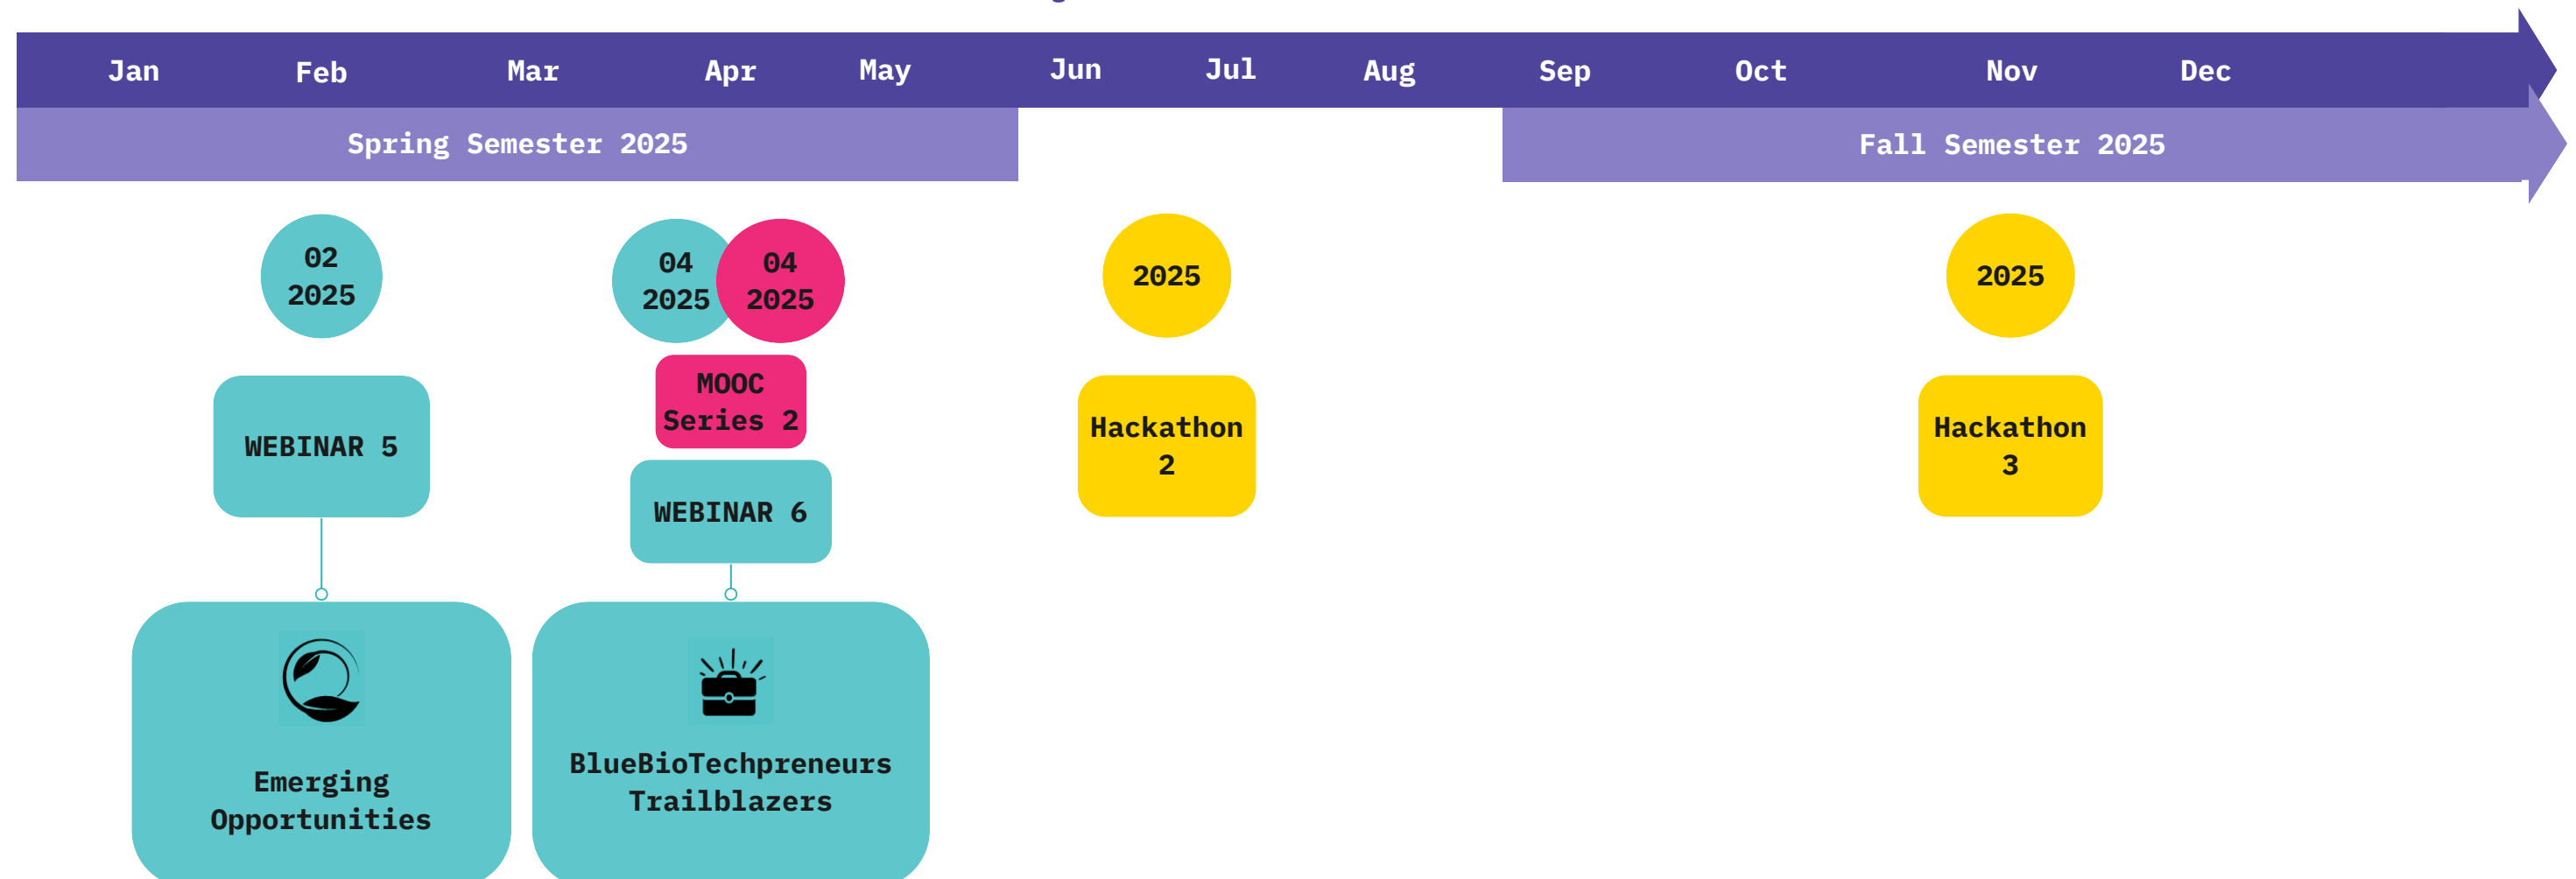 Jan Feb Mar Apr May Jun Jul Aug Sep Oct Nov Dec
Spring Semester 2025
Fall Semester 2025
02
2025
04
2025
04
2025
2025
2025
WEBINAR 5
MOOC
Series 2
WEBINAR 6
Hackathon
2
Hackathon
3
Emerging
Opportunities
BlueBioTechpreneurs
Trailblazers